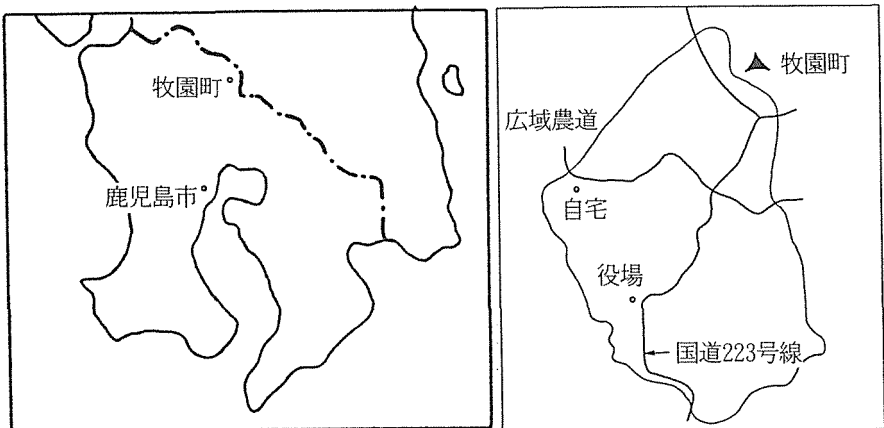 牧園町
鹿児島市
牧園町
広域農道
自宅
役場
国道223号線